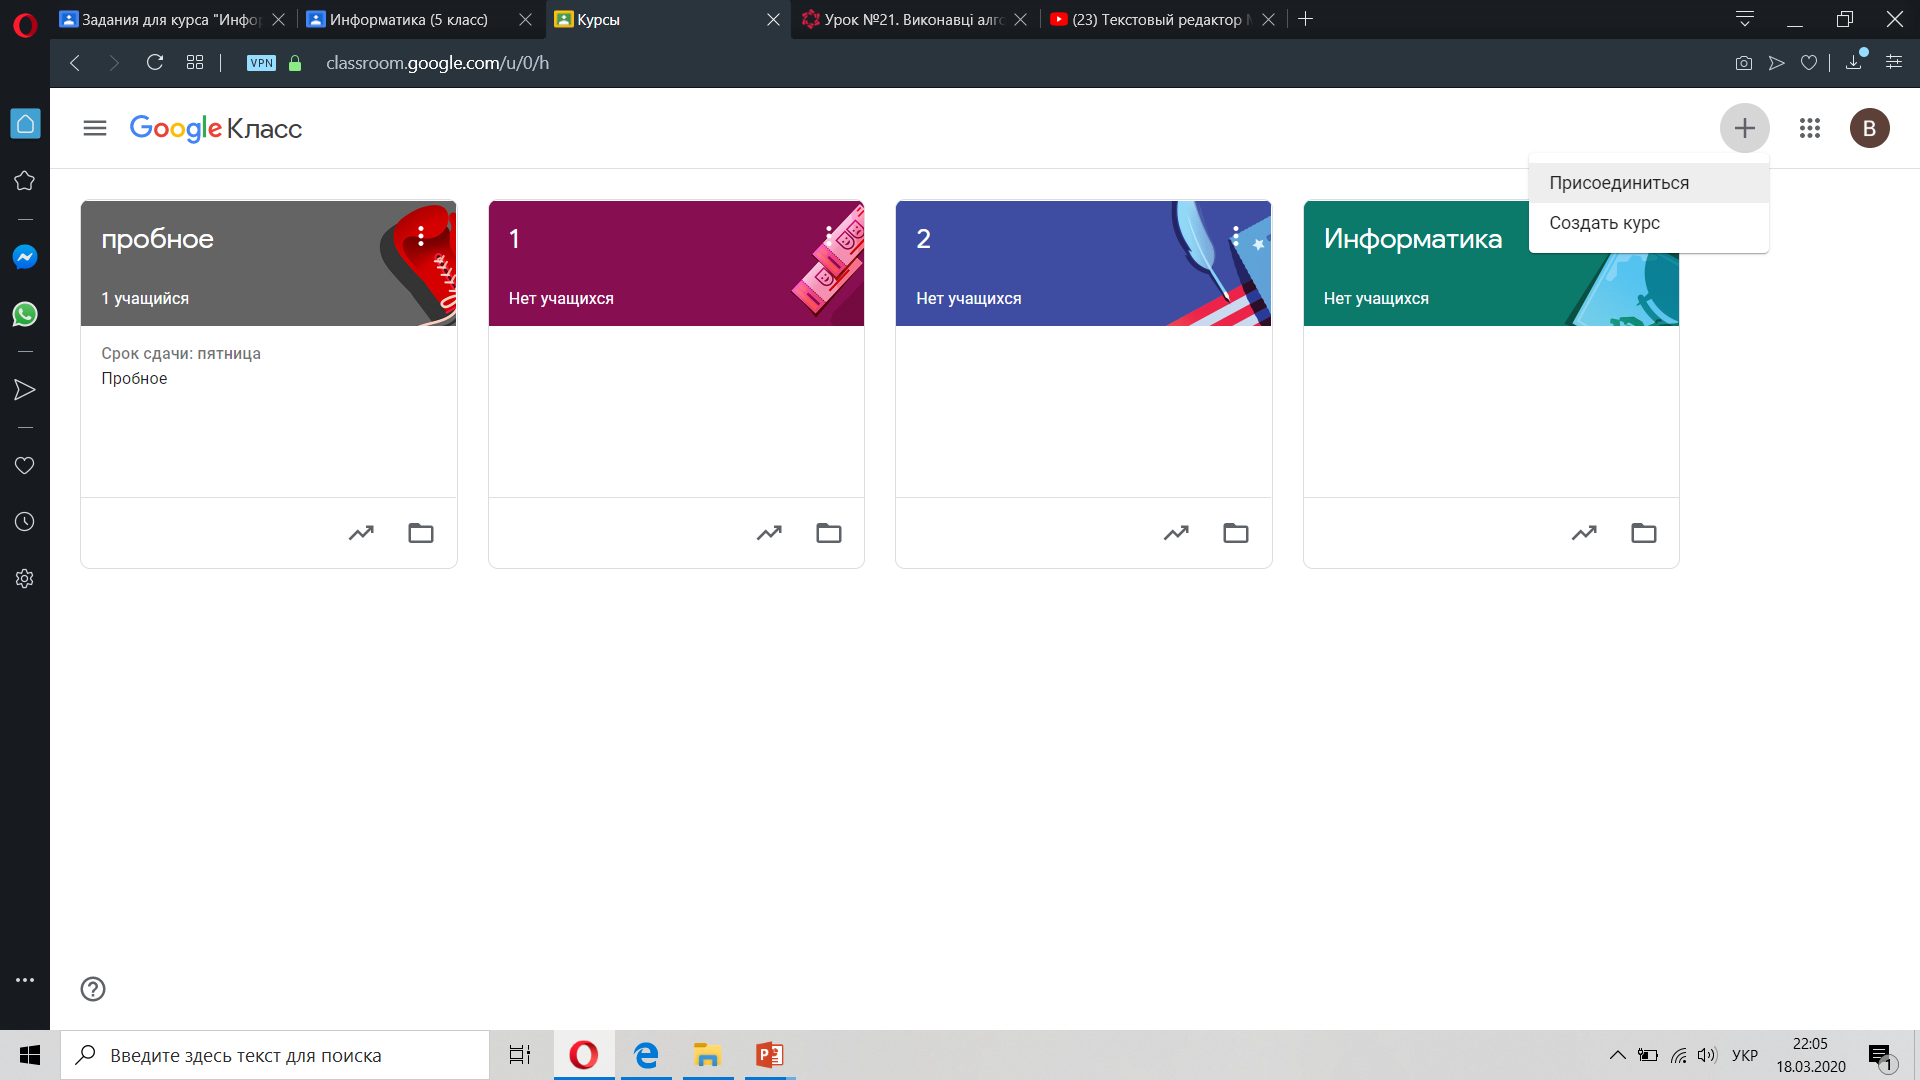 Задания для курса "Инфор
Информатика (5 класс)
Курсы
Урок №21. Виконавці алго
(23) Текстовый редактор
VPN
classroom.google.com/u/0/h
Google Класс
B
Присоединиться
Создать курс
пробное
1 учащийся
Срок сдачи: пятница
Пробное
1
Нет учащихся
2
Нет учащихся
Информатика
Нет учащихся
Введите здесь текст для поиска
УКР
22:05
18.03.2020
1